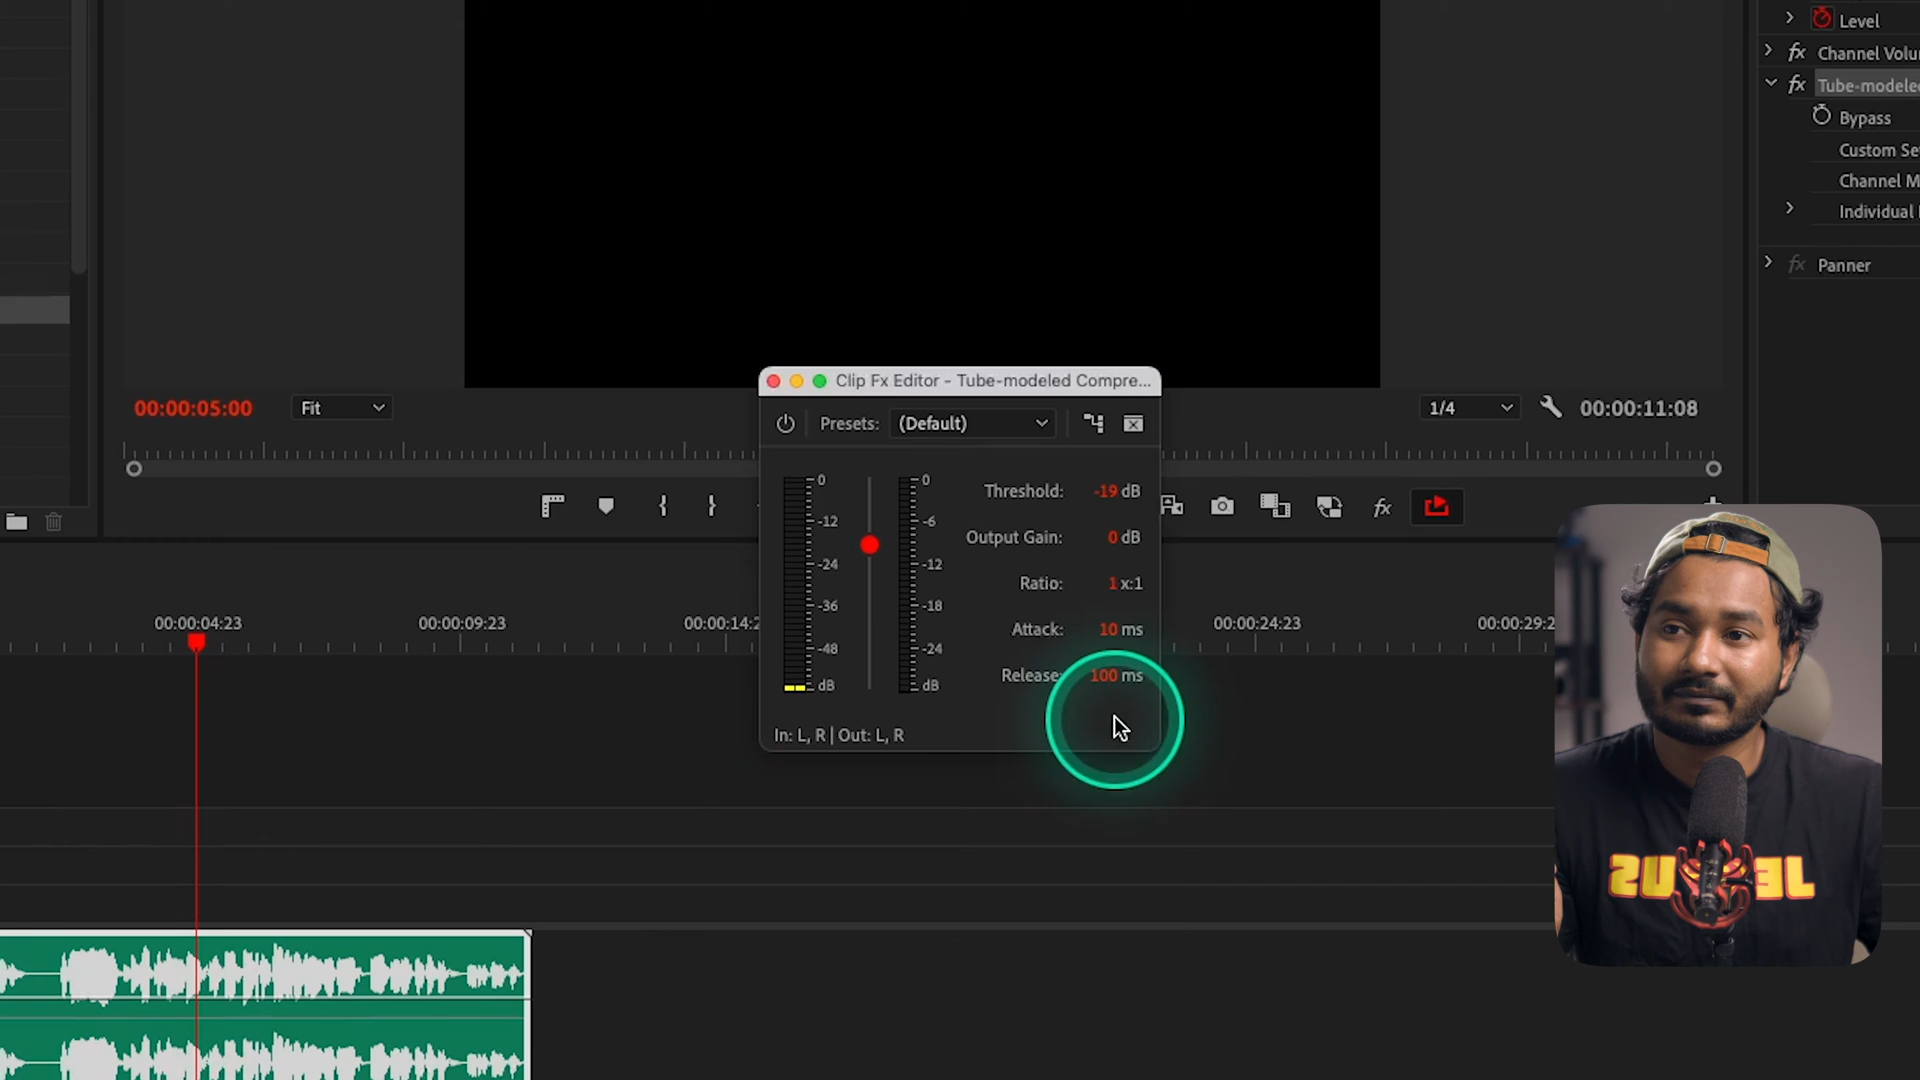 Level
Channel Volu
Tube-modeled
Bypass
Custom Se
Channel M
Individual
Panner
Clip Fx Editor - Tube-modeled Compre...
00:00:05:00
Fit
1/4
00:00:11:08
Presets: (Default)
0
-12
-24
-36
-48
dB
0
-6
-12
-18
-24
dB
Threshold: -19 dB
Output Gain: 0 dB
Ratio: 1 x:1
Attack: 10 ms
Release: 100 ms
In: L, R | Out: L, R
fx
00:00:04:23
00:00:09:23
00:00:14:2
00:00:24:23
00:00:29:2